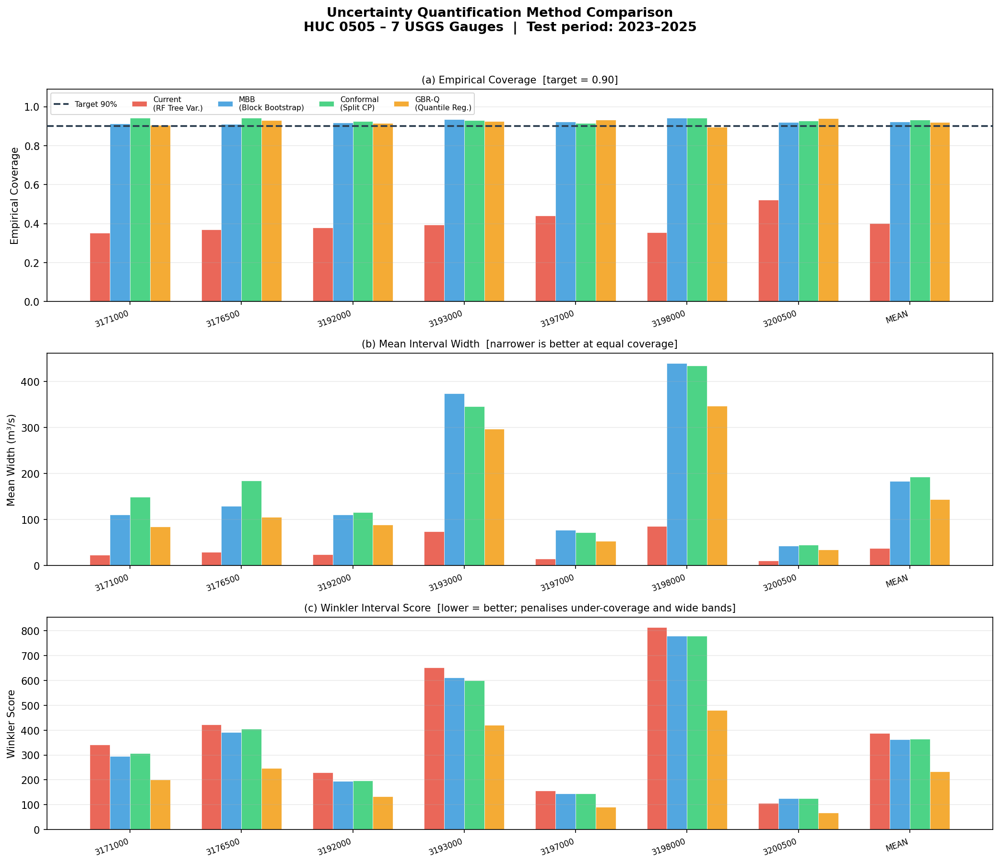 Uncertainty Quantification Method Comparison
HUC 0505 – 7 USGS Gauges  |  Test period: 2023–2025
(a) Empirical Coverage  [target = 0.90]
Target 90%
Current
(RF Tree Var.)
MBB
(Block Bootstrap)
Conformal
(Split CP)
GBR-Q
(Quantile Reg.)
Empirical Coverage
1.0
0.8
0.6
0.4
0.2
0.0
3171000
3176500
3192000
3193000
3197000
3198000
3200500
MEAN
(b) Mean Interval Width  [narrower is better at equal coverage]
Mean Width (m³/s)
400
300
200
100
0
3171000
3176500
3192000
3193000
3197000
3198000
3200500
MEAN
(c) Winkler Interval Score  [lower = better; penalises under-coverage and wide bands]
Winkler Score
800
700
600
500
400
300
200
100
0
3171000
3176500
3192000
3193000
3197000
3198000
3200500
MEAN